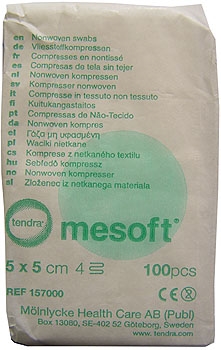 en Nonwoven swabs
de Vliesstoffkompressen
fr Compresses en nontissé
es Compresas de tela sin tejer
nl Nonwoven kompressen
sv Kompresser nonwoven
it Compresse in tessuto non tessuto
fi Kuitukangastaitos
pt Compressas de Não-Tecido
da Nonwoven kompres
el Γάζα μη υφασμένη
pl Waciki nietkane
cs Komprese z netkaného textilu
hu Sebfedő kompressz
no Nonwoven kompresser
sl Zloženec iz netkanega materiala
tendra®
mesoft®
5 x 5 cm 4
100pcs
REF 157000
CE
Mölnlycke Health Care AB (Publ)
Box 13080, SE-402 52 Göteborg, Sweden